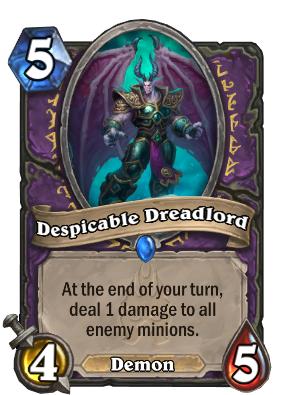 5
Despicable Dreadlord
At the end of your turn,
deal 1 damage to all
enemy minions.
4
Demon
5